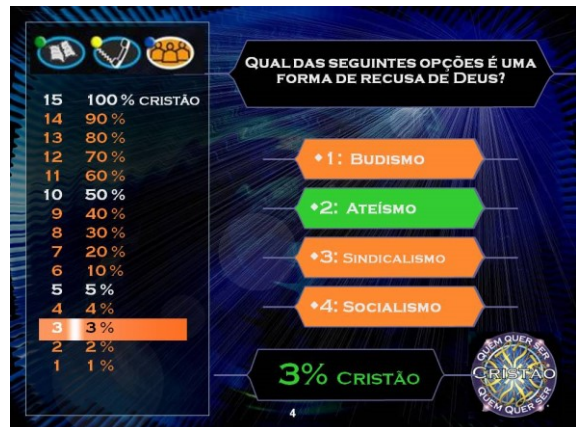 QUAL DAS SEGUINTES OPÇÕES É UMA
FORMA DE RECUSA DE DEUS?
15 100 % CRISTÃO
14 90 %
13 80 %
12 70 %
11 60 %
10 50 %
9 40 %
8 30 %
7 20 %
6 10 %
5 5 %
4 4 %
3 3 %
2 2 %
1 1 %
1: BUDISMO
2: ATEÍSMO
3: SINDICALISMO
4: SOCIALISMO
3% CRISTÃO
QUEM QUER SER
CRISTÃO
QUEM QUER SER
4